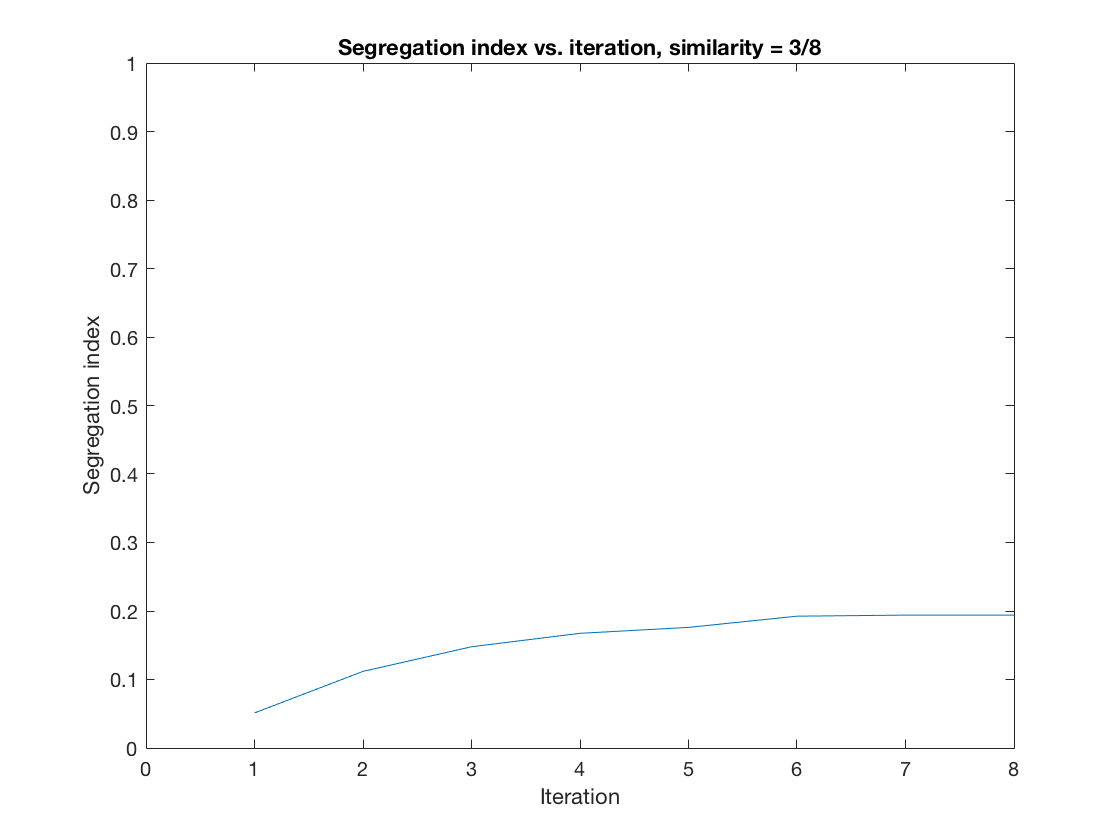 Segregation index vs. iteration, similarity = 3/8
1
0.9
0.8
0.7
0.6
0.5
0.4
0.3
0.2
0.1
0
Segregation index
0 1 2 3 4 5 6 7 8
Iteration